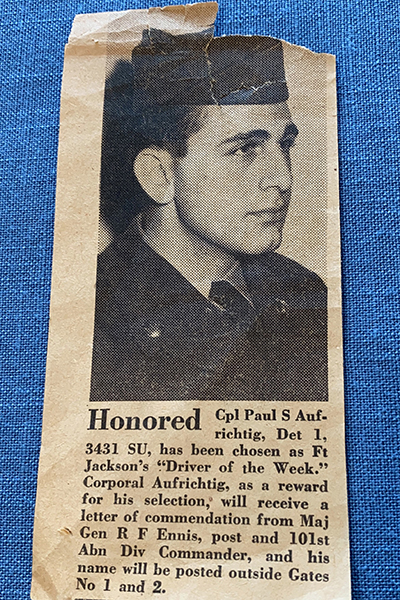 Honored Cpl Paul S Auf-
richtig, Det 1,
3431 SU, has been chosen as Ft
Jackson's “Driver of the Week.”
Corporal Aufrichtig, as a reward
for his selection, will receive a
letter of commendation from Maj
Gen R F Ennis, post and 101st
Abn Div Commander, and his
name will be posted outside Gates
No 1 and 2.